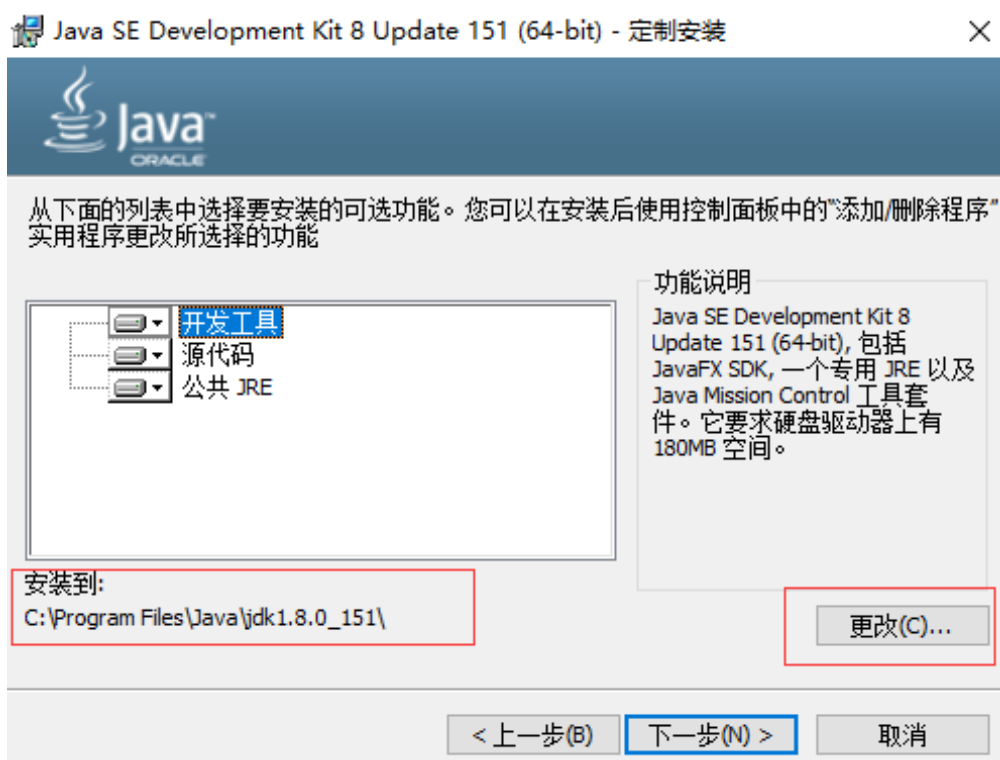 Java SE Development Kit 8 Update 151 (64-bit) - 定制安装
Java™
ORACLE
从下面的列表中选择要安装的可选功能。您可以在安装后使用控制面板中的"添加/删除程序"
实用程序更改所选择的功能
开发工具
源代码
公共 JRE
功能说明
Java SE Development Kit 8
Update 151 (64-bit), 包括
JavaFX SDK, 一个专用 JRE 以及
Java Mission Control 工具套
件。它要求硬盘驱动器上有
180MB 空间。
安装到:
C:\Program Files\Java\jdk1.8.0_151\
更改(C)...
< 上一步(B)
下一步(N) >
取消